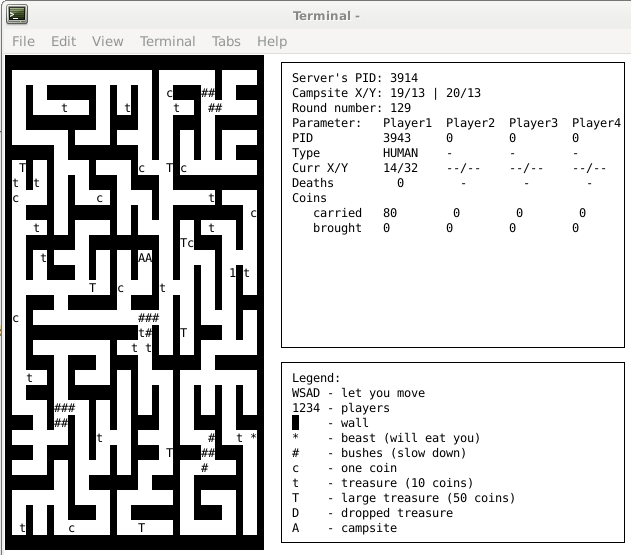 Terminal -
File Edit View Terminal Tabs Help
Server's PID: 3914
Campsite X/Y: 19/13 | 20/13
Round number: 129
Parameter: Player1 Player2 Player3 Player4
PID 3943 0 0 0
Type HUMAN - - -
Curr X/Y 14/32 --/-- --/-- --/--
Deaths 0 - - -
Coins
carried 80 0 0 0
brought 0 0 0 0
Legend:
WSAD - let you move
1234 - players
- wall
* - beast (will eat you)
# - bushes (slow down)
c - one coin
t - treasure (10 coins)
T - large treasure (50 coins)
D - dropped treasure
A - campsite
c ##
t t t ##
T c T c
t t
c c t
c
t t
Tc
t AA
1 t
T c t
c ###
t# T
t t
t
###
##
t # t *
T ##
#
t c T